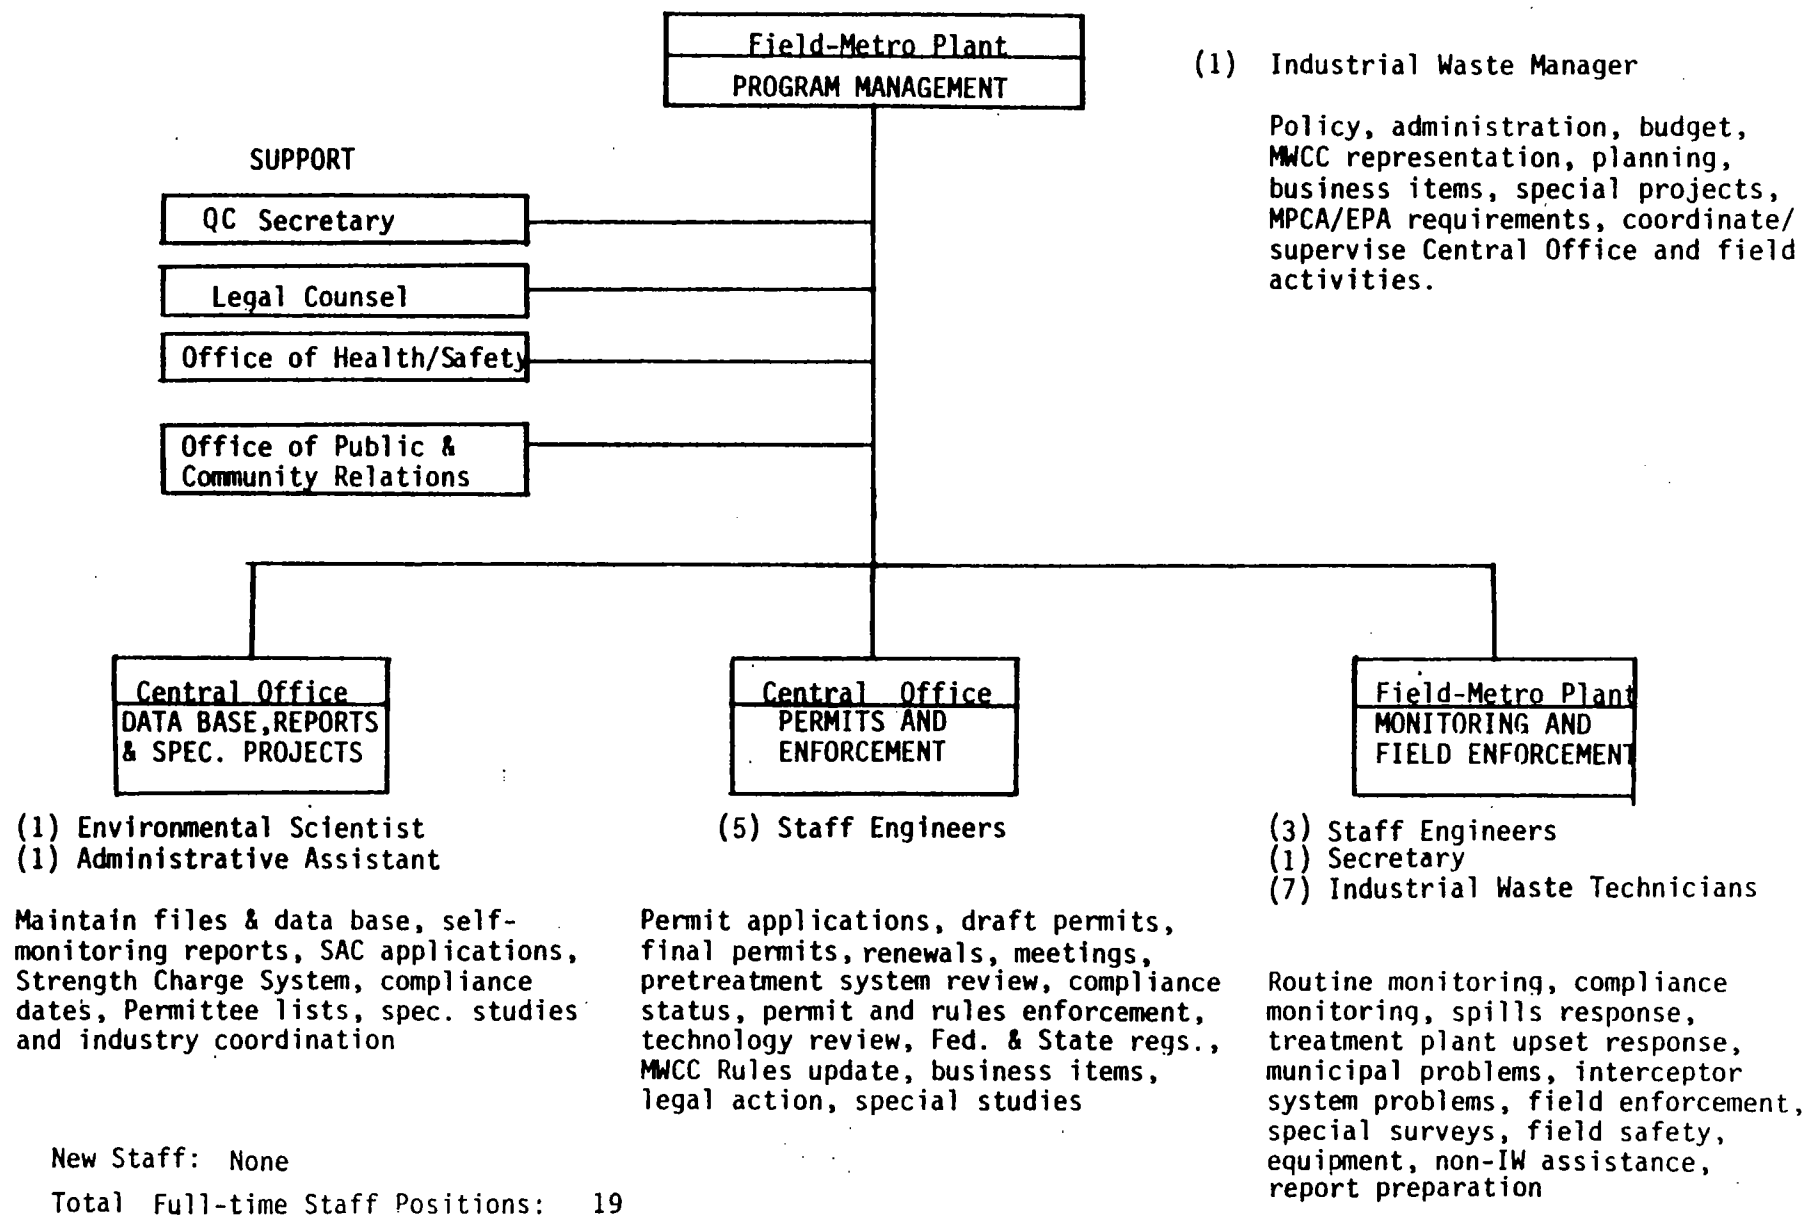 Field-Metro Plant
PROGRAM MANAGEMENT
(1) Industrial Waste Manager
Policy, administration, budget,
MWCC representation, planning,
business items, special projects,
MPCA/EPA requirements, coordinate/
supervise Central Office and field
activities.
SUPPORT
QC Secretary
Legal Counsel
Office of Health/Safety
Office of Public &
Community Relations
Central Office
DATA BASE,REPORTS
& SPEC. PROJECTS
(1) Environmental Scientist
(1) Administrative Assistant
Maintain files & data base, self-
monitoring reports, SAC applications,
Strength Charge System, compliance
dates, Permittee lists, spec. studies
and industry coordination
Central Office
PERMITS AND
ENFORCEMENT
(5) Staff Engineers
Permit applications, draft permits,
final permits, renewals, meetings,
pretreatment system review, compliance
status, permit and rules enforcement,
technology review, Fed. & State regs.,
MWCC Rules update, business items,
legal action, special studies
Field-Metro Plant
MONITORING AND
FIELD ENFORCEMENT
(3) Staff Engineers
(1) Secretary
(7) Industrial Waste Technicians
Routine monitoring, compliance
monitoring, spills response,
treatment plant upset response,
municipal problems, interceptor
system problems, field enforcement,
special surveys, field safety,
equipment, non-IW assistance,
report preparation
New Staff: None
Total Full-time Staff Positions: 19